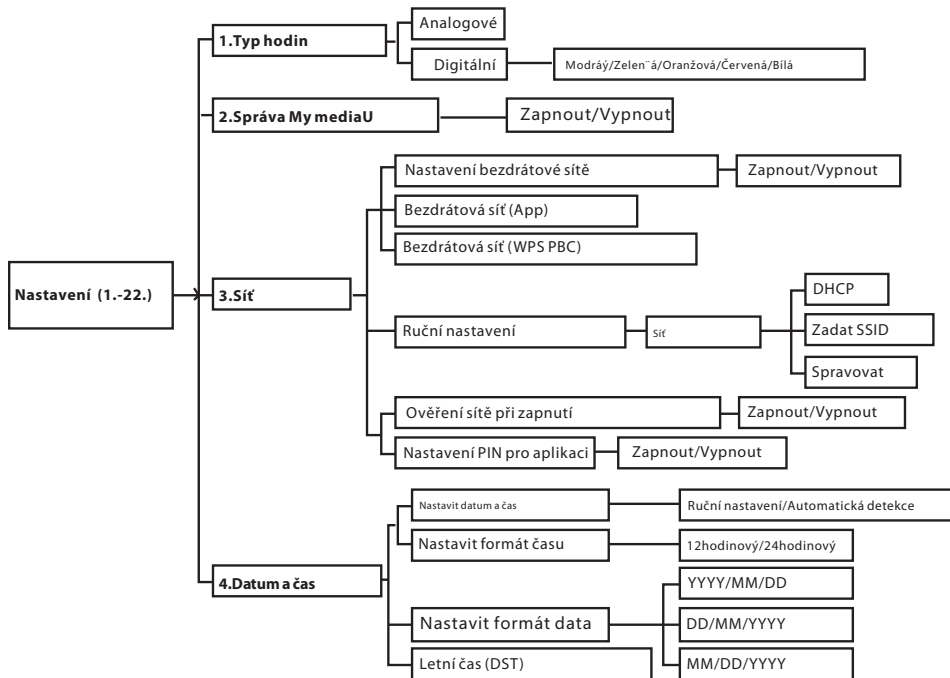 Nastavení (1.-22.)
1.Typ hodin
Analogové
Digitální
Modráý/Zelen¨á/Oranžová/Červená/Bílá
2.Správa My mediaU
Zapnout/Vypnout
3.Síť
Nastavení bezdrátové sítě
Zapnout/Vypnout
Bezdrátová síť (App)
Bezdrátová síť (WPS PBC)
Ruční nastavení
Síť
DHCP
Zadat SSID
Spravovat
Ověření sítě při zapnutí
Zapnout/Vypnout
Nastavení PIN pro aplikaci
Zapnout/Vypnout
4.Datum a čas
Nastavit datum a čas
Ruční nastavení/Automatická detekce
Nastavit formát času
12hodinový/24hodinový
Nastavit formát data
YYYY/MM/DD
DD/MM/YYYY
MM/DD/YYYY
Letní čas (DST)